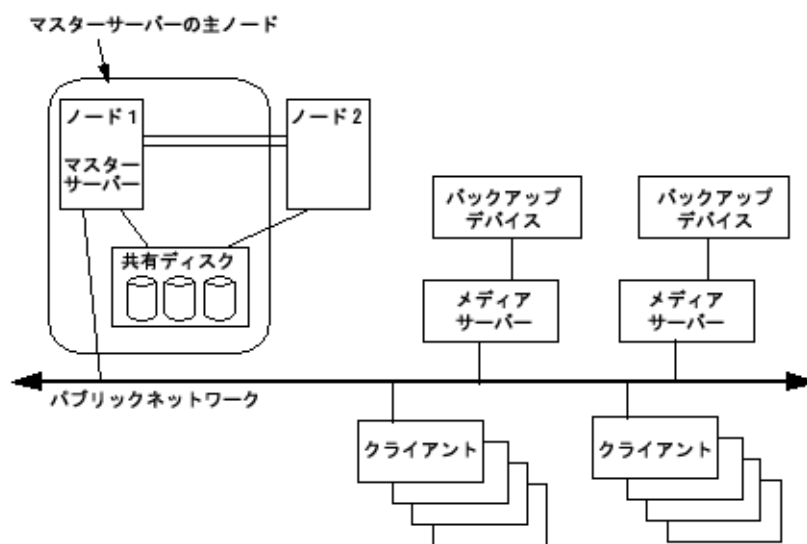 マスターサーバーの主ノード
ノード1
ノード2
マスター
サーバー
共有ディスク
バックアップ
デバイス
バックアップ
デバイス
メディア
サーバー
メディア
サーバー
パブリックネットワーク
クライアント
クライアント